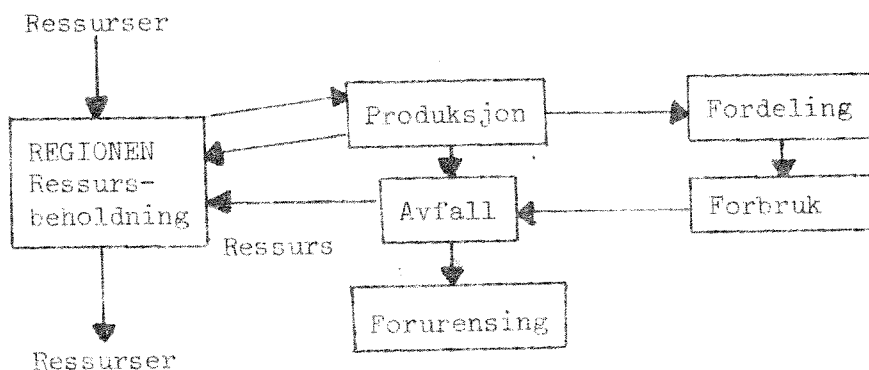 Ressurser
Produksjon
Fordeling
REGIONEN
Ressurs-
beholdning
Avfall
Forbruk
Ressurs
Forurensing
Ressurser